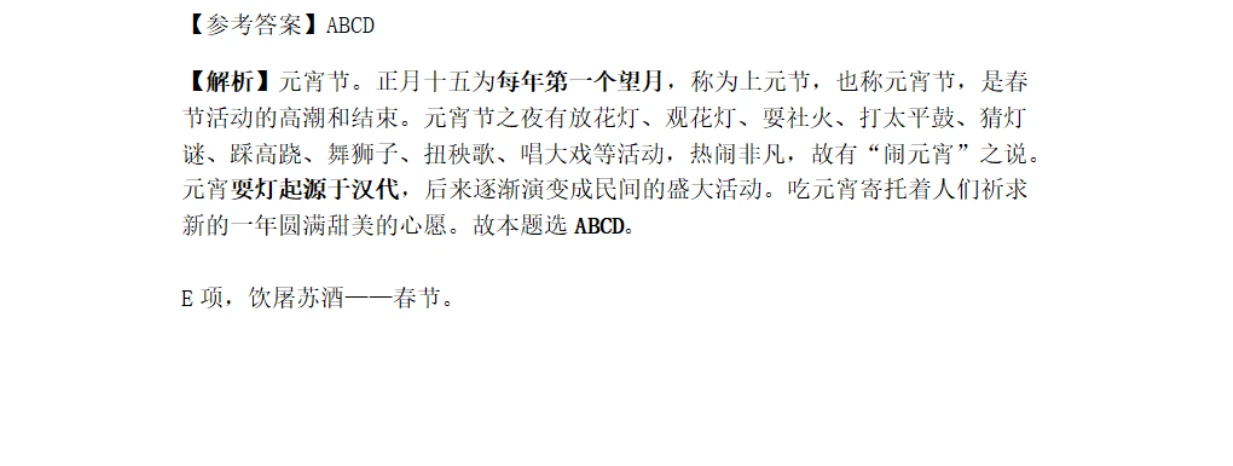 【参考答案】ABCD
【解析】元宵节。正月十五为每年第一个望月，称为上元节，也称元宵节，是春
节活动的高潮和结束。元宵节之夜有放花灯、观花灯、耍社火、打太平鼓、猜灯
谜、踩高跷、舞狮子、扭秧歌、唱大戏等活动，热闹非凡，故有“闹元宵”之说。
元宵耍灯起源于汉代，后来逐渐演变成民间的盛大活动。吃元宵寄托着人们祈求
新的一年圆满甜美的心愿。故本题选 ABCD。
E 项，饮屠苏酒——春节。